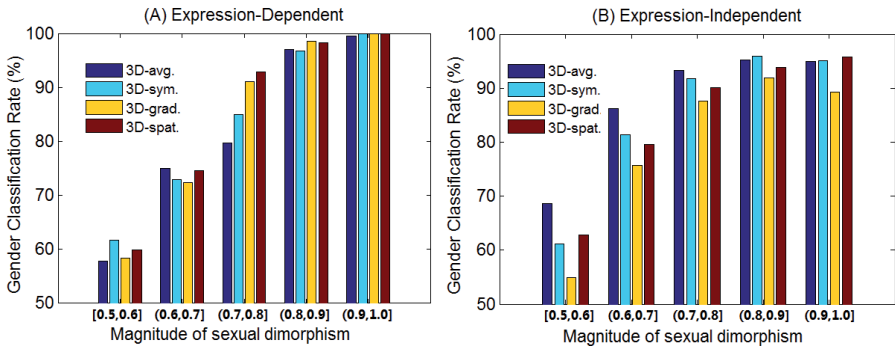 (A) Expression-Dependent
Gender Classification Rate (%)
100
90
80
70
60
50
3D-avg.
3D-sym.
3D-grad.
3D-spat.
[0.5,0.6] (0.6,0.7] (0.7,0.8] (0.8,0.9] (0.9,1.0]
Magnitude of sexual dimorphism
(B) Expression-Independent
Gender Classification Rate (%)
100
90
80
70
60
50
3D-avg.
3D-sym.
3D-grad.
3D-spat.
[0.5,0.6] (0.6,0.7] (0.7,0.8] (0.8,0.9] (0.9,1.0]
Magnitude of sexual dimorphism